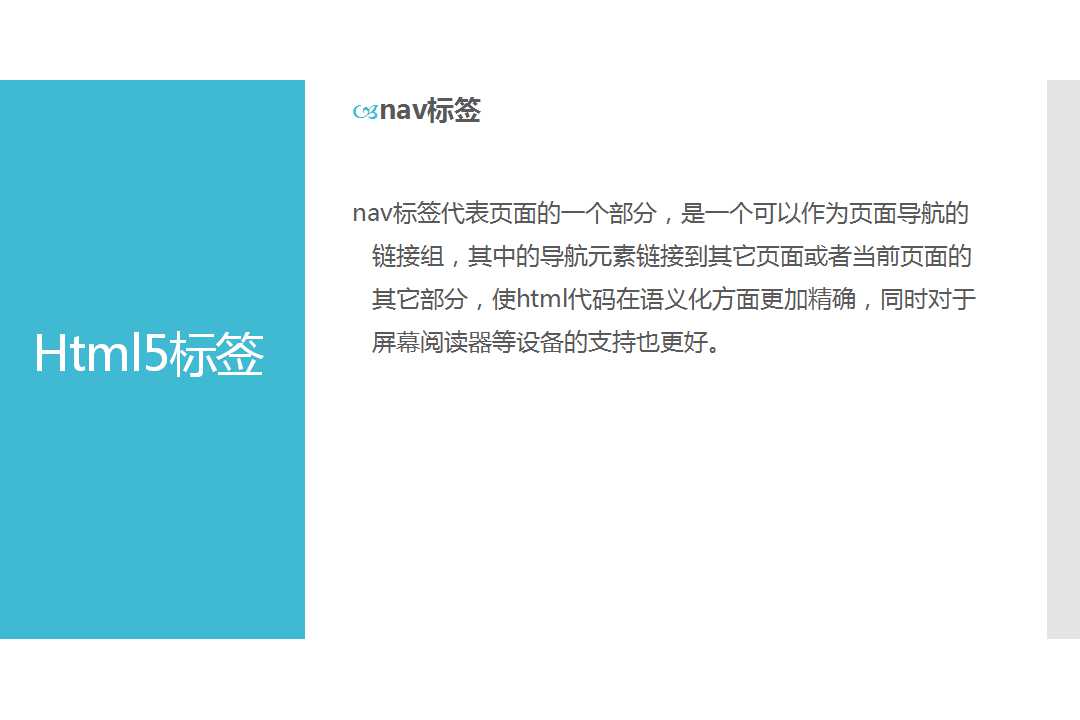 nav标签
nav标签代表页面的一个部分，是一个可以作为页面导航的
链接组，其中的导航元素链接到其它页面或者当前页面的
其它部分，使html代码在语义化方面更加精确，同时对于
屏幕阅读器等设备的支持也更好。
Html5标签